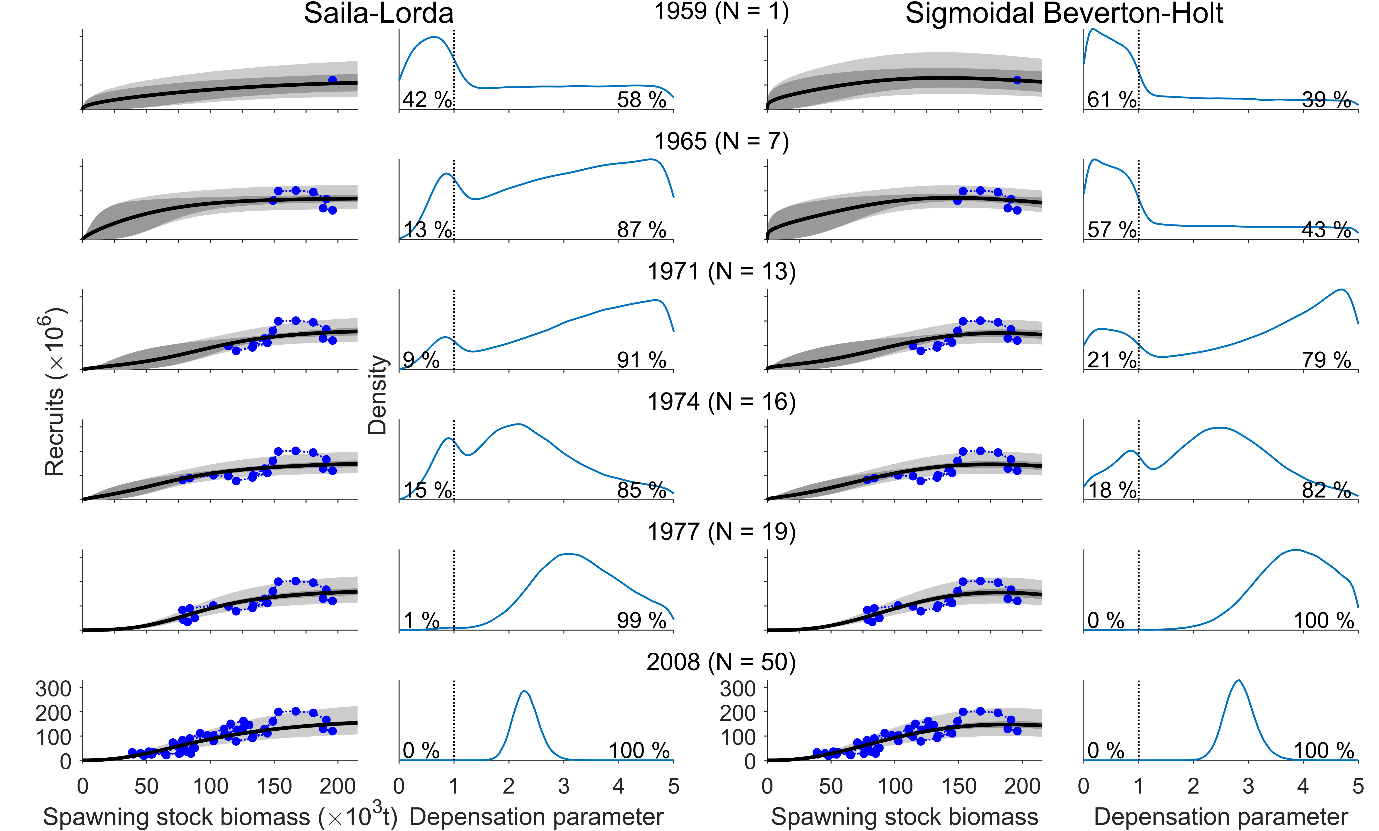 Saila-Lorda
1959 (N = 1)
Sigmoidal Beverton-Holt
42 % 58 %
61 % 39 %
1965 (N = 7)
13 % 87 %
57 % 43 %
1971 (N = 13)
9 % 91 %
21 % 79 %
1974 (N = 16)
15 % 85 %
18 % 82 %
1977 (N = 19)
1 % 99 %
0 % 100 %
2008 (N = 50)
0 % 100 %
0 % 100 %
Recruits (×10⁶)
Density
300
200
100
0
300
200
100
0
0 50 100 150 200
0 1 2 3 4 5
0 50 100 150 200
0 1 2 3 4 5
Spawning stock biomass (×10³t)
Depensation parameter
Spawning stock biomass
Depensation parameter